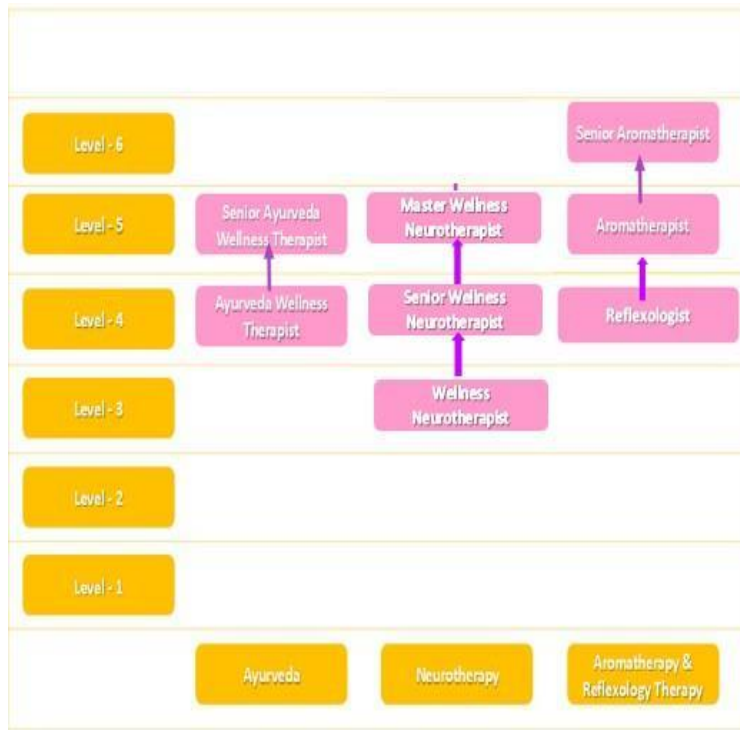 Level - 6
Senior Aromatherapist
Level - 5
Senior Ayurveda
Wellness Therapist
Master Wellness
Neurotherapist
Aromatherapist
Level - 4
Ayurveda Wellness
Therapist
Senior Wellness
Neurotherapist
Reflexologist
Level - 3
Wellness
Neurotherapist
Level - 2
Level - 1
Ayurveda
Neurotherapy
Aromatherapy &
Reflexology Therapy